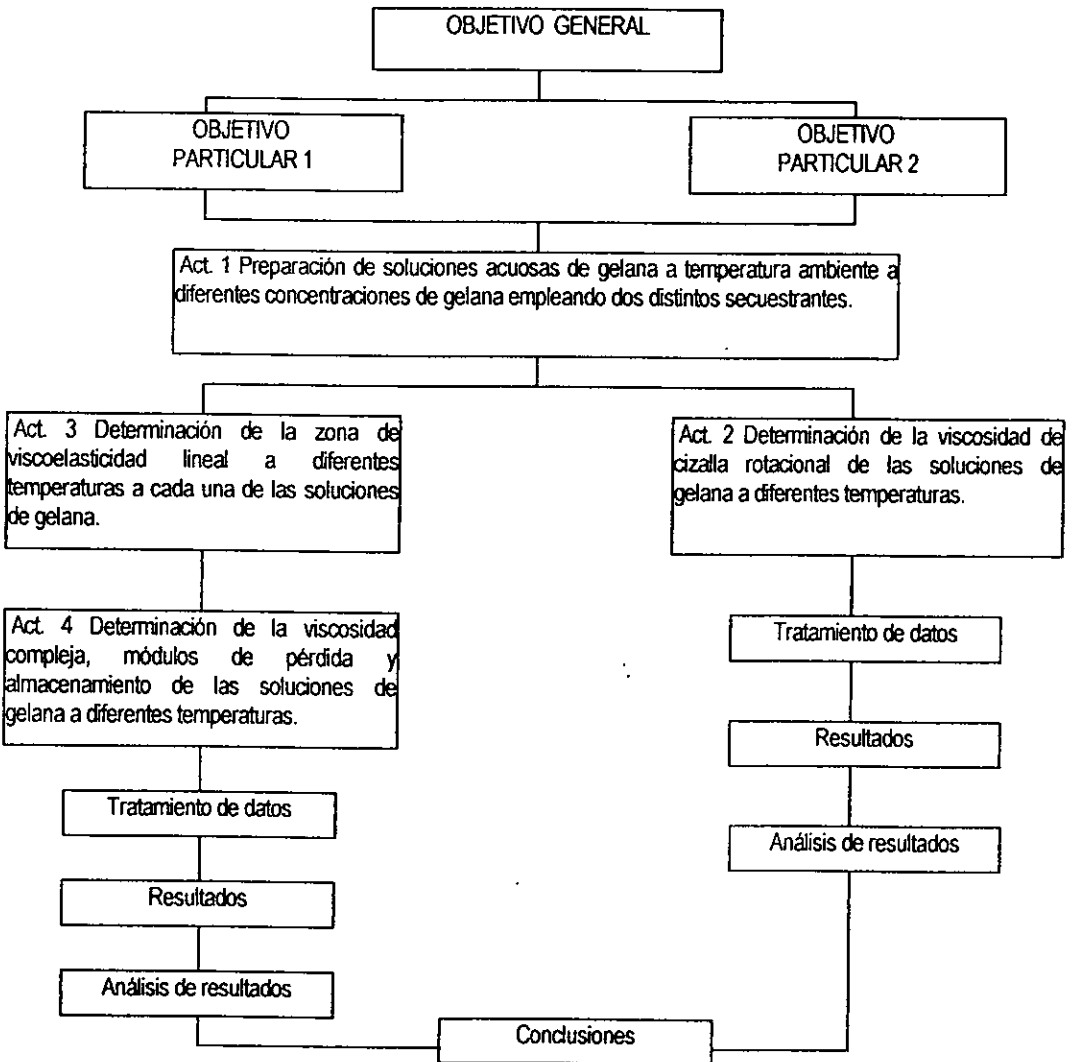 OBJETIVO GENERAL
OBJETIVO
PARTICULAR 1
OBJETIVO
PARTICULAR 2
Act. 1 Preparación de soluciones acuosas de gelana a temperatura ambiente a
diferentes concentraciones de gelana empleando dos distintos secuestrantes.
Act. 3 Determinación de la zona de
viscoelasticidad lineal a diferentes
temperaturas a cada una de las soluciones
de gelana.
Act. 2 Determinación de la viscosidad de
cizalla rotacional de las soluciones de
gelana a diferentes temperaturas.
Act. 4 Determinación de la viscosidad
compleja, módulos de pérdida y
almacenamiento de las soluciones de
gelana a diferentes temperaturas.
Tratamiento de datos
Resultados
Análisis de resultados
Tratamiento de datos
Resultados
Análisis de resultados
Conclusiones